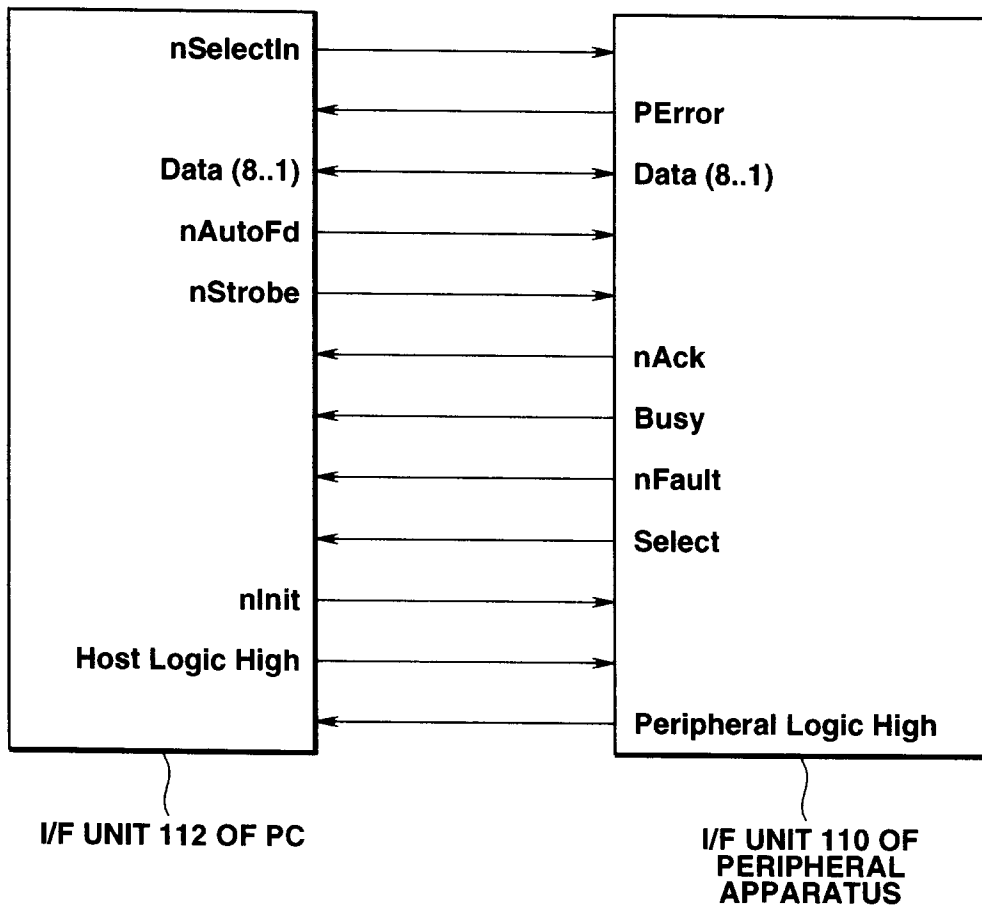 nSelectIn
PError
Data (8..1)
Data (8..1)
nAutoFd
nStrobe
nAck
Busy
nFault
Select
nInit
Host Logic High
Peripheral Logic High
I/F UNIT 112 OF PC
I/F UNIT 110 OF
PERIPHERAL
APPARATUS